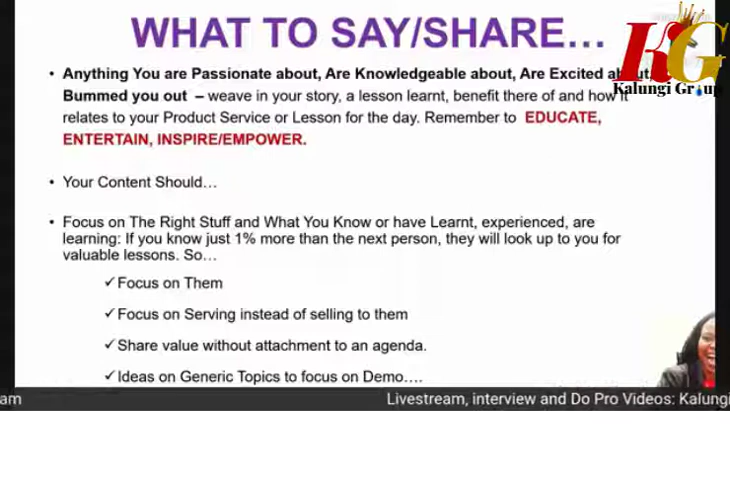 WHAT TO SAY/SHARE…
• Anything You are Passionate about, Are Knowledgeable about, Are Excited
Bummed you out – weave in your story, a lesson learnt, benefit there of and how it
relates to your Product Service or Lesson for the day. Remember to EDUCATE,
ENTERTAIN, INSPIRE/EMPOWER.
KG
Kalungi Group
• Your Content Should…
• Focus on The Right Stuff and What You Know or have Learnt, experienced, are
learning: If you know just 1% more than the next person, they will look up to you for
valuable lessons. So…
✓Focus on Them
✓Focus on Serving instead of selling to them
✓Share value without attachment to an agenda.
✓Ideas on Generic Topics to focus on Demo….
am Livestream, interview and Do Pro Videos: Kalungi